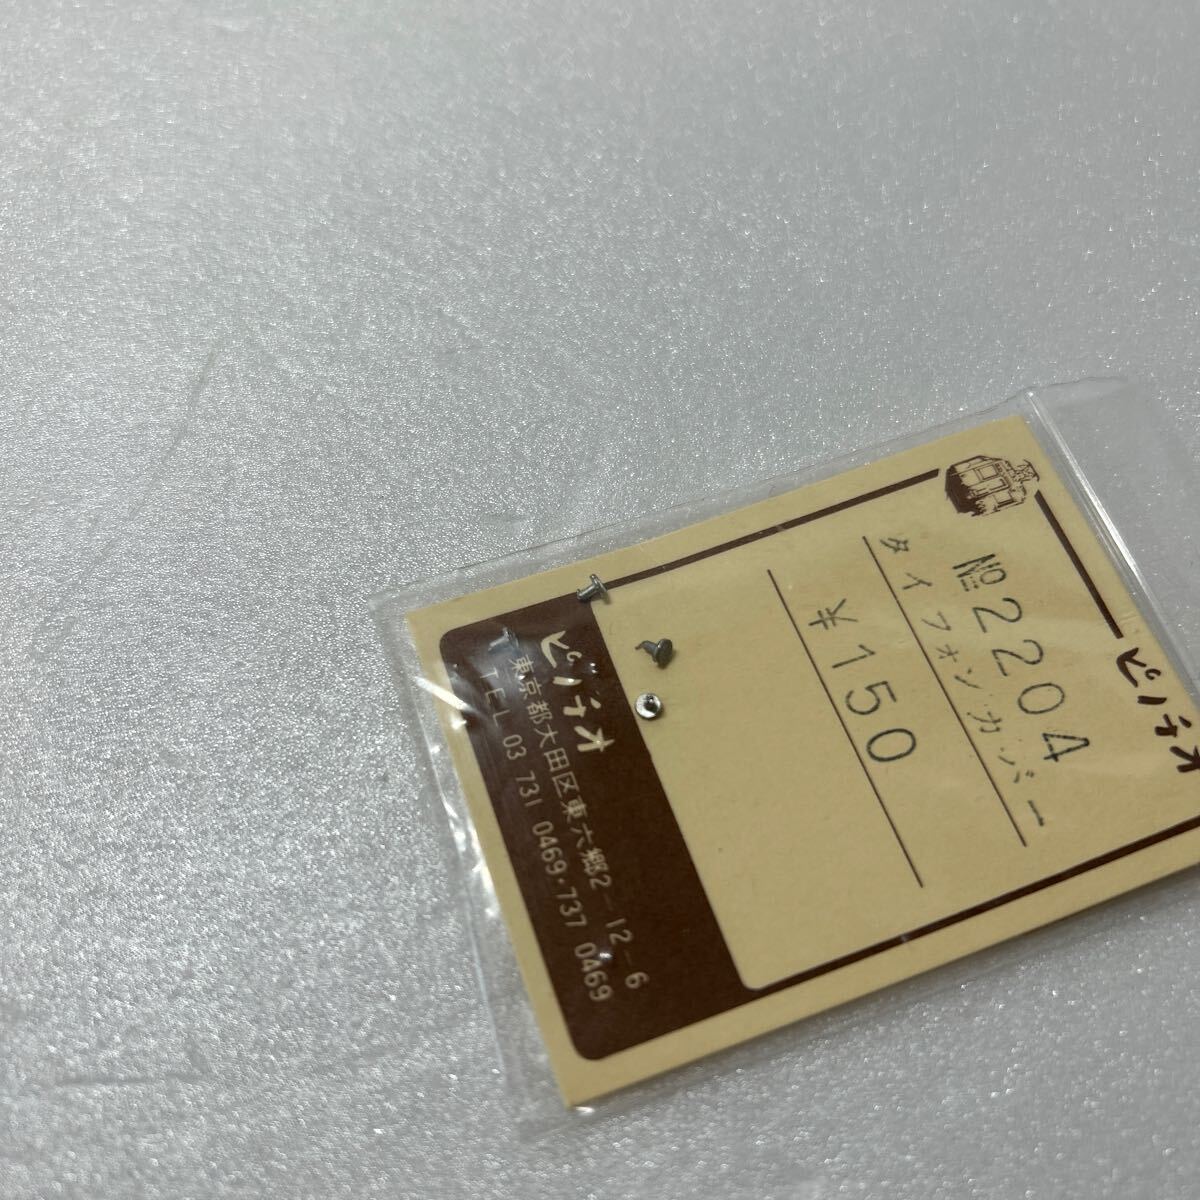 ピノチオ
№2204
タイフォンカバー
¥150
ピノチオ
東京都大田区東六郷2-12-6
TEL 03 731 0469・737 0469